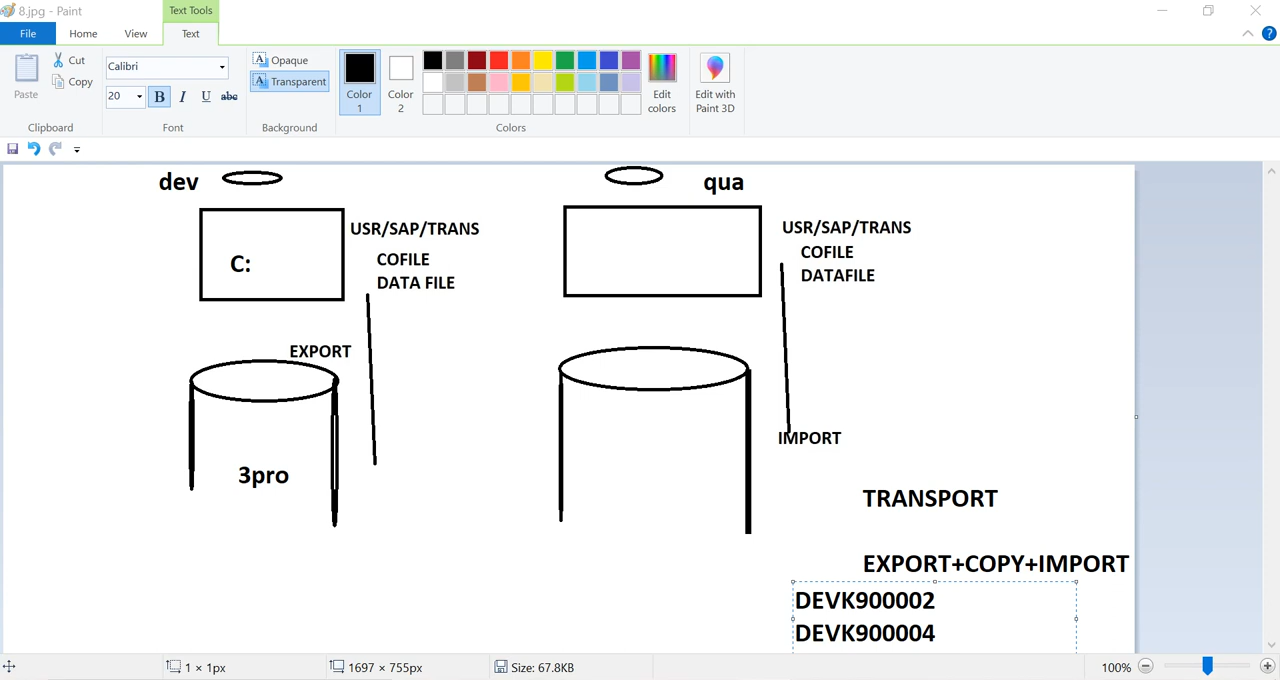 8.jpg - Paint
Text Tools
File
Home
View
Text
Paste
Cut
Copy
Clipboard
Calibri
20
B
I
U
abc
Font
Opaque
Transparent
Background
Color
1
Color
2
Edit
colors
Colors
Edit with
Paint 3D
dev
qua
USR/SAP/TRANS
COFILE
DATA FILE
C:
USR/SAP/TRANS
COFILE
DATAFILE
EXPORT
3pro
IMPORT
TRANSPORT
EXPORT+COPY+IMPORT
DEVK900002
DEVK900004
1 × 1px
1697 × 755px
Size: 67.8KB
100%